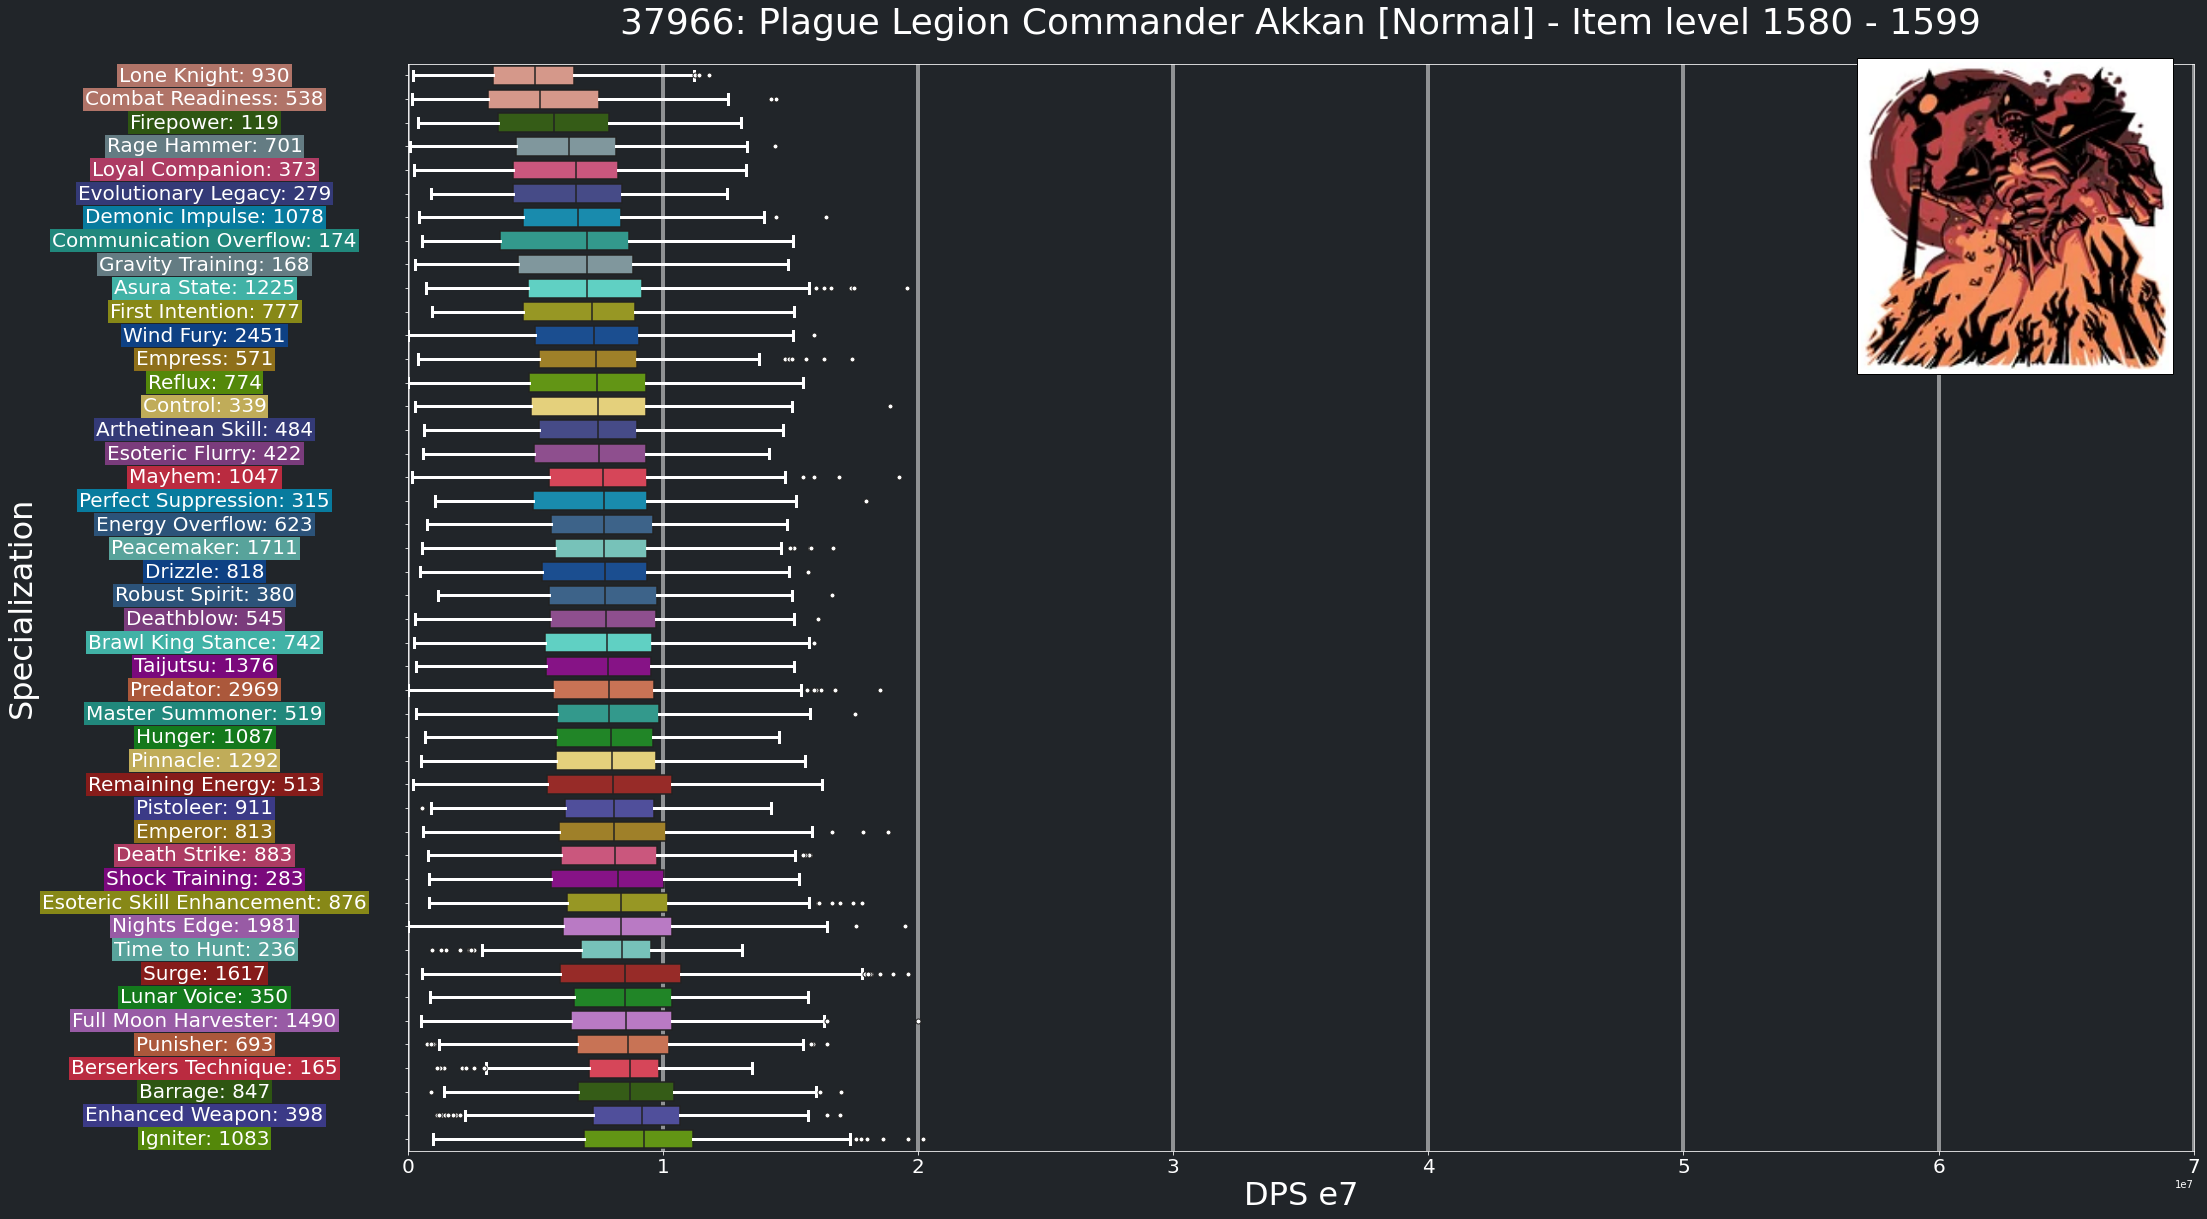 37966: Plague Legion Commander Akkan [Normal] - Item level 1580 - 1599
Specialization
Lone Knight: 930
Combat Readiness: 538
Firepower: 119
Rage Hammer: 701
Loyal Companion: 373
Evolutionary Legacy: 279
Demonic Impulse: 1078
Communication Overflow: 174
Gravity Training: 168
Asura State: 1225
First Intention: 777
Wind Fury: 2451
Empress: 571
Reflux: 774
Control: 339
Arthetinean Skill: 484
Esoteric Flurry: 422
Mayhem: 1047
Perfect Suppression: 315
Energy Overflow: 623
Peacemaker: 1711
Drizzle: 818
Robust Spirit: 380
Deathblow: 545
Brawl King Stance: 742
Taijutsu: 1376
Predator: 2969
Master Summoner: 519
Hunger: 1087
Pinnacle: 1292
Remaining Energy: 513
Pistoleer: 911
Emperor: 813
Death Strike: 883
Shock Training: 283
Esoteric Skill Enhancement: 876
Nights Edge: 1981
Time to Hunt: 236
Surge: 1617
Lunar Voice: 350
Full Moon Harvester: 1490
Punisher: 693
Berserkers Technique: 165
Barrage: 847
Enhanced Weapon: 398
Igniter: 1083
0 1 2 3 4 5 6 7
1e7
DPS e7